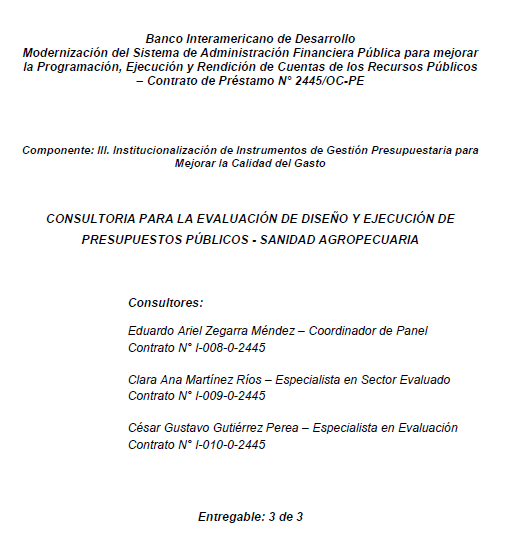 Banco Interamericano de Desarrollo
Modernización del Sistema de Administración Financiera Pública para mejorar
la Programación, Ejecución y Rendición de Cuentas de los Recursos Públicos
– Contrato de Préstamo N° 2445/OC-PE
Componente: III. Institucionalización de Instrumentos de Gestión Presupuestaria para
Mejorar la Calidad del Gasto
CONSULTORIA PARA LA EVALUACIÓN DE DISEÑO Y EJECUCIÓN DE
PRESUPUESTOS PÚBLICOS - SANIDAD AGROPECUARIA
Consultores:
Eduardo Ariel Zegarra Méndez – Coordinador de Panel
Contrato N° I-008-0-2445
Clara Ana Martínez Ríos – Especialista en Sector Evaluado
Contrato N° I-009-0-2445
César Gustavo Gutiérrez Perea – Especialista en Evaluación
Contrato N° I-010-0-2445
Entregable: 3 de 3